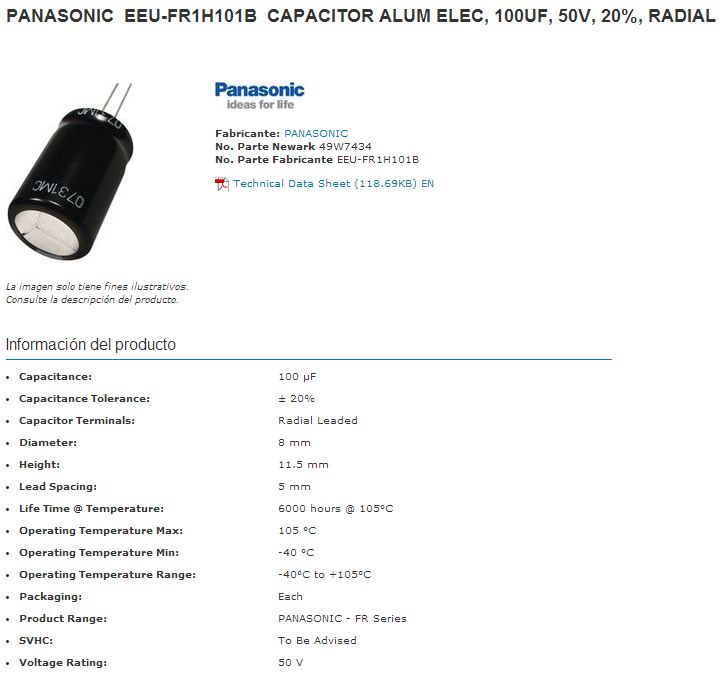 PANASONIC EEU-FR1H101B CAPACITOR ALUM ELEC, 100UF, 50V, 20%, RADIAL
Panasonic
ideas for life
Fabricante: PANASONIC
No. Parte Newark 49W7434
No. Parte Fabricante EEU-FR1H101B
Technical Data Sheet (118.69KB) EN
0731MC
La imagen solo tiene fines ilustrativos.
Consulte la descripción del producto.
Información del producto
Capacitance: 100 µF
Capacitance Tolerance: ± 20%
Capacitor Terminals: Radial Leaded
Diameter: 8 mm
Height: 11.5 mm
Lead Spacing: 5 mm
Life Time @ Temperature: 6000 hours @ 105°C
Operating Temperature Max: 105 °C
Operating Temperature Min: -40 °C
Operating Temperature Range: -40°C to +105°C
Packaging: Each
Product Range: PANASONIC - FR Series
SVHC: To Be Advised
Voltage Rating: 50 V